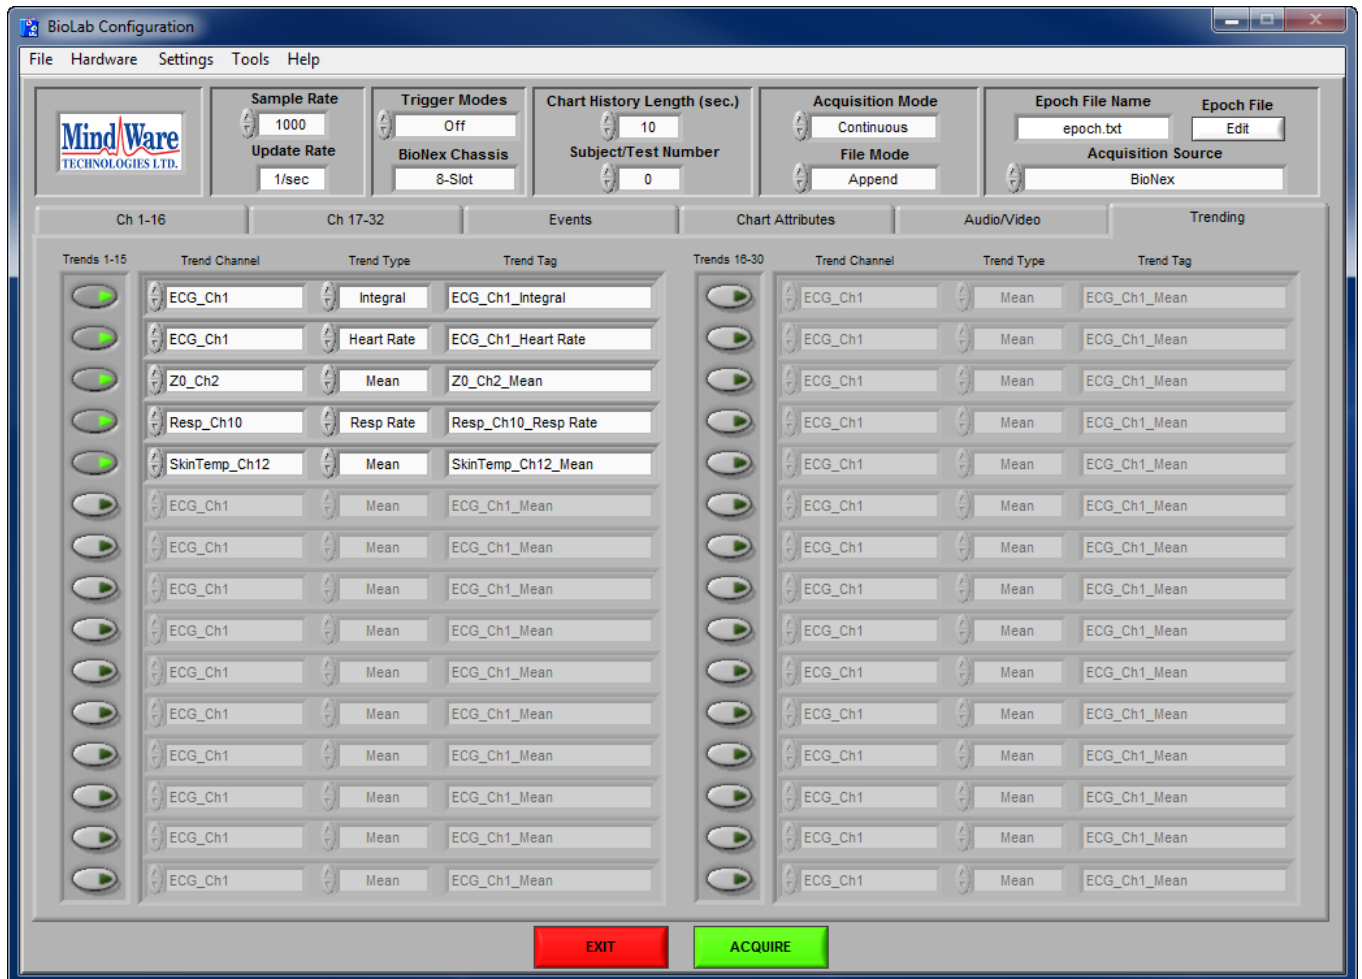 BioLab Configuration
File Hardware Settings Tools Help
MindWare
TECHNOLOGIES LTD.
Sample Rate
1000
Update Rate
1/sec
Trigger Modes
Off
BioNex Chassis
8-Slot
Chart History Length (sec.)
10
Subject/Test Number
0
Acquisition Mode
Continuous
File Mode
Append
Epoch File Name
epoch.txt
Epoch File
Edit
Acquisition Source
BioNex
Ch 1-16 Ch 17-32 Events Chart Attributes Audio/Video Trending
Trends 1-15 Trend Channel Trend Type Trend Tag Trends 16-30 Trend Channel Trend Type Trend Tag
ECG_Ch1 Integral ECG_Ch1_Integral ECG_Ch1 Mean ECG_Ch1_Mean
ECG_Ch1 Heart Rate ECG_Ch1_Heart Rate ECG_Ch1 Mean ECG_Ch1_Mean
Z0_Ch2 Mean Z0_Ch2_Mean ECG_Ch1 Mean ECG_Ch1_Mean
Resp_Ch10 Resp Rate Resp_Ch10_Resp Rate ECG_Ch1 Mean ECG_Ch1_Mean
SkinTemp_Ch12 Mean SkinTemp_Ch12_Mean ECG_Ch1 Mean ECG_Ch1_Mean
ECG_Ch1 Mean ECG_Ch1_Mean ECG_Ch1 Mean ECG_Ch1_Mean
ECG_Ch1 Mean ECG_Ch1_Mean ECG_Ch1 Mean ECG_Ch1_Mean
ECG_Ch1 Mean ECG_Ch1_Mean ECG_Ch1 Mean ECG_Ch1_Mean
ECG_Ch1 Mean ECG_Ch1_Mean ECG_Ch1 Mean ECG_Ch1_Mean
ECG_Ch1 Mean ECG_Ch1_Mean ECG_Ch1 Mean ECG_Ch1_Mean
ECG_Ch1 Mean ECG_Ch1_Mean ECG_Ch1 Mean ECG_Ch1_Mean
ECG_Ch1 Mean ECG_Ch1_Mean ECG_Ch1 Mean ECG_Ch1_Mean
ECG_Ch1 Mean ECG_Ch1_Mean ECG_Ch1 Mean ECG_Ch1_Mean
ECG_Ch1 Mean ECG_Ch1_Mean ECG_Ch1 Mean ECG_Ch1_Mean
ECG_Ch1 Mean ECG_Ch1_Mean ECG_Ch1 Mean ECG_Ch1_Mean
EXIT ACQUIRE